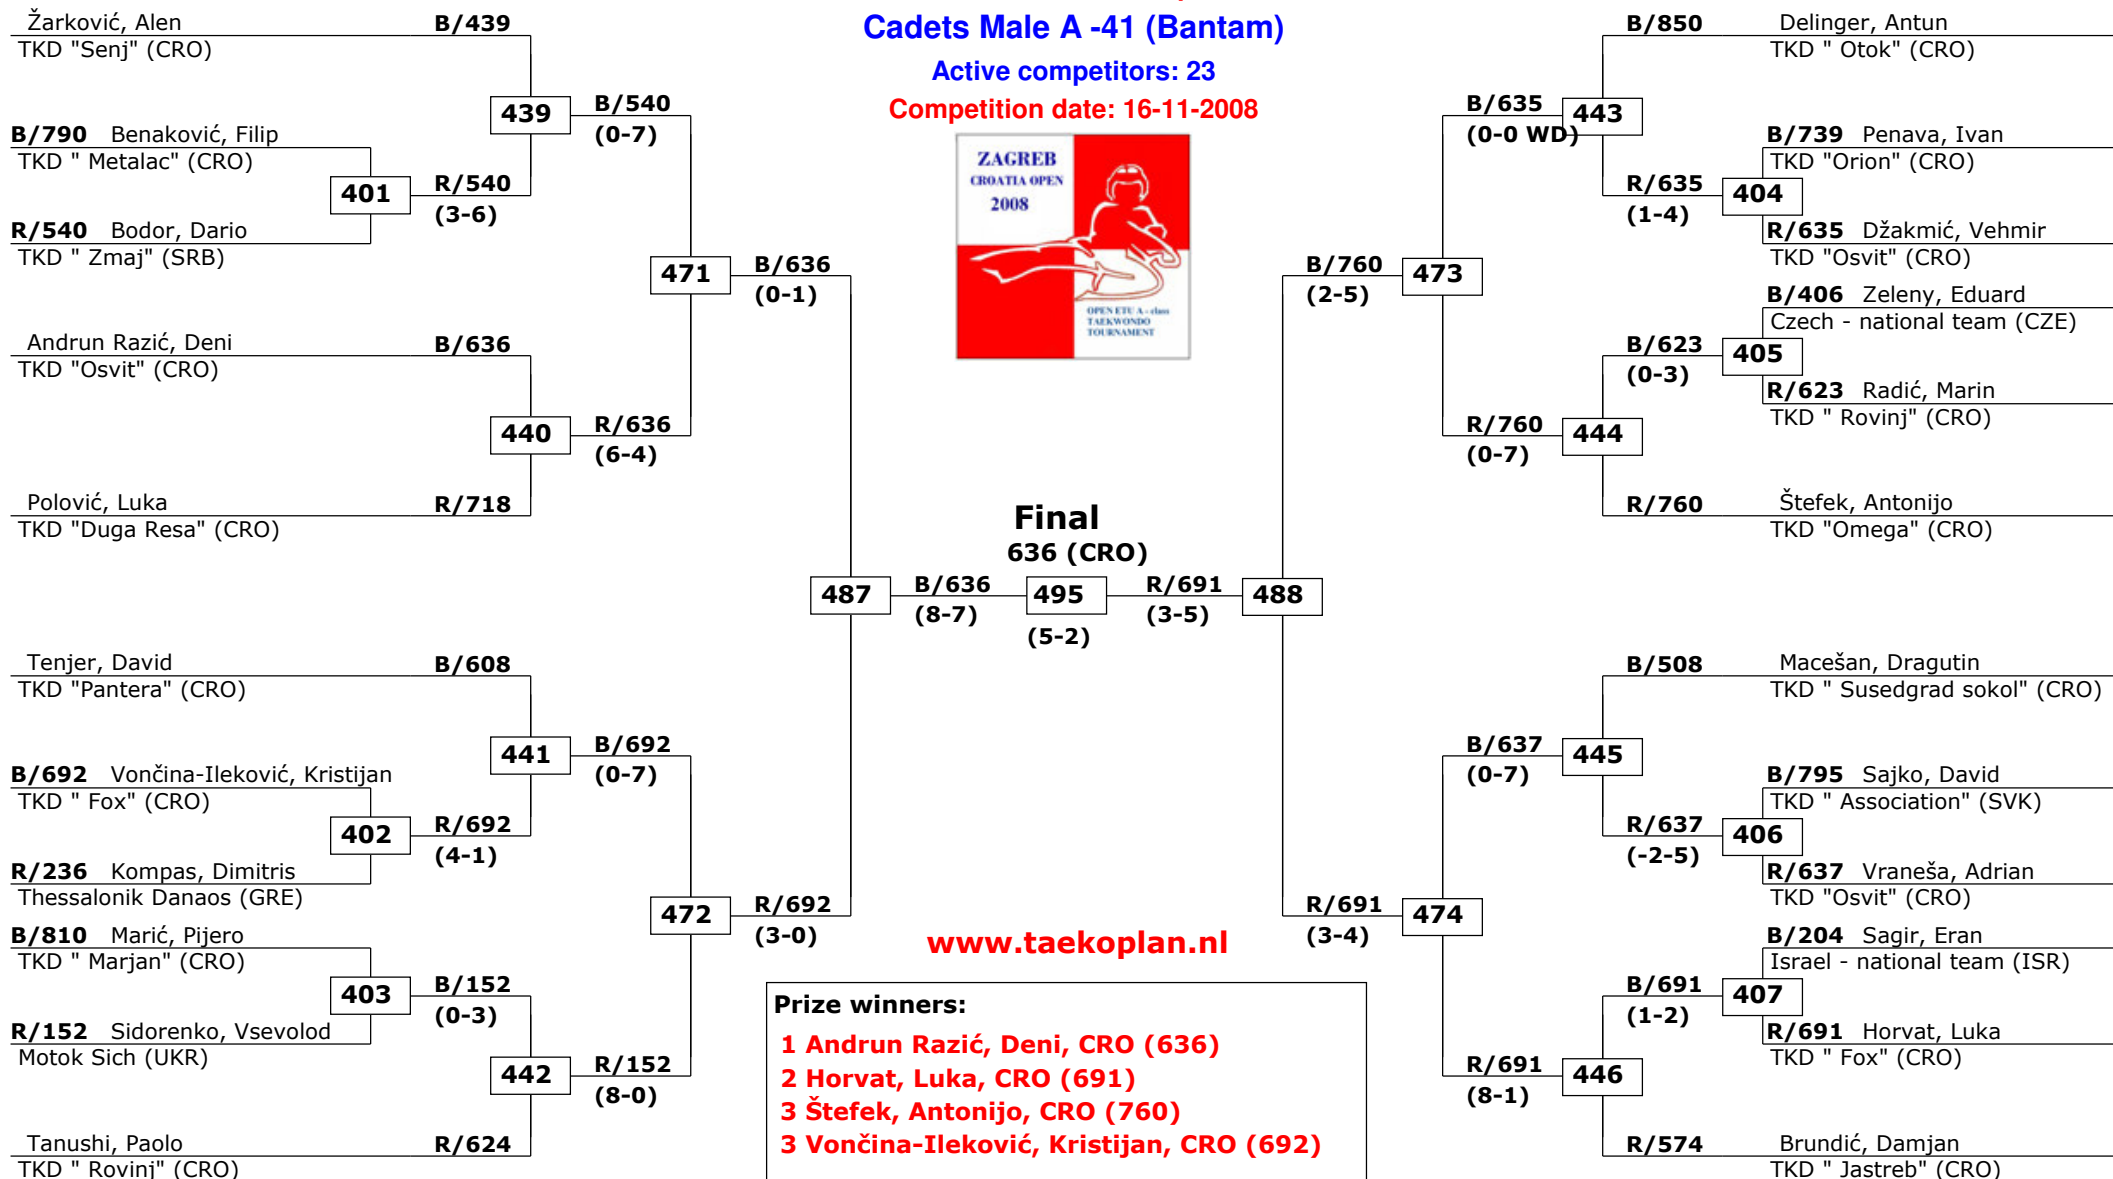 Cadets Male A -41 (Bantam)
Active competitors: 23
Competition date: 16-11-2008
ZAGREB
CROATIA OPEN
2008
OPEN ETU A - class
TAEKWONDO
TOURNAMENT
Žarković, Alen B/439
TKD "Senj" (CRO)
439
B/540
(0-7)
B/790 Benaković, Filip
TKD " Metalac" (CRO)
401
R/540
(3-6)
R/540 Bodor, Dario
TKD " Zmaj" (SRB)
471
B/636
(0-1)
Andrun Razić, Deni B/636
TKD "Osvit" (CRO)
440
R/636
(6-4)
Polović, Luka R/718
TKD "Duga Resa" (CRO)
487
B/636
(8-7)
Tenjer, David B/608
TKD "Pantera" (CRO)
441
B/692
(0-7)
B/692 Vončina-Ileković, Kristijan
TKD " Fox" (CRO)
402
R/692
(4-1)
R/236 Kompas, Dimitris
Thessalonik Danaos (GRE)
472
R/692
(3-0)
B/810 Marić, Pijero
TKD " Marjan" (CRO)
403
B/152
(0-3)
R/152 Sidorenko, Vsevolod
Motok Sich (UKR)
442
R/152
(8-0)
Tanushi, Paolo R/624
TKD " Rovinj" (CRO)
Final
636 (CRO)
495
(5-2)
R/691
(3-5)
488
B/850 Delinger, Antun
TKD " Otok" (CRO)
B/635
(0-0 WD)
443
B/739 Penava, Ivan
TKD "Orion" (CRO)
R/635
(1-4)
404
R/635 Džakmić, Vehmir
TKD "Osvit" (CRO)
B/760
(2-5)
473
B/406 Zeleny, Eduard
Czech - national team (CZE)
B/623
(0-3)
405
R/623 Radić, Marin
TKD " Rovinj" (CRO)
R/760
(0-7)
444
R/760 Štefek, Antonijo
TKD "Omega" (CRO)
B/508 Macešan, Dragutin
TKD " Susedgrad sokol" (CRO)
B/637
(0-7)
445
B/795 Sajko, David
TKD " Association" (SVK)
R/637
(-2-5)
406
R/637 Vraneša, Adrian
TKD "Osvit" (CRO)
R/691
(3-4)
474
B/204 Sagir, Eran
Israel - national team (ISR)
B/691
(1-2)
407
R/691 Horvat, Luka
TKD " Fox" (CRO)
R/691
(8-1)
446
R/574 Brundić, Damjan
TKD " Jastreb" (CRO)
www.taekoplan.nl
Prize winners:
1 Andrun Razić, Deni, CRO (636)
2 Horvat, Luka, CRO (691)
3 Štefek, Antonijo, CRO (760)
3 Vončina-Ileković, Kristijan, CRO (692)